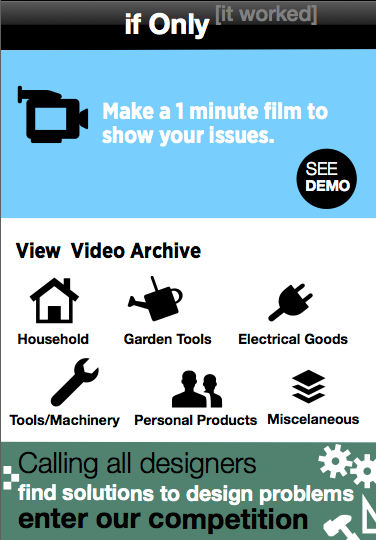 if Only [it worked]
Make a 1 minute film to
show your issues.
SEE
DEMO
View Video Archive
Household Garden Tools Electrical Goods
Tools/Machinery Personal Products Miscelaneous
Calling all designers
find solutions to design problems
enter our competition